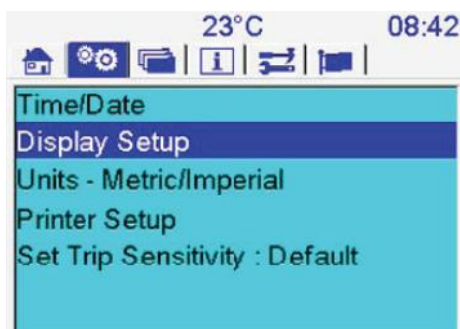 23°C 08:42
i
Time/Date
Display Setup
Units - Metric/Imperial
Printer Setup
Set Trip Sensitivity : Default